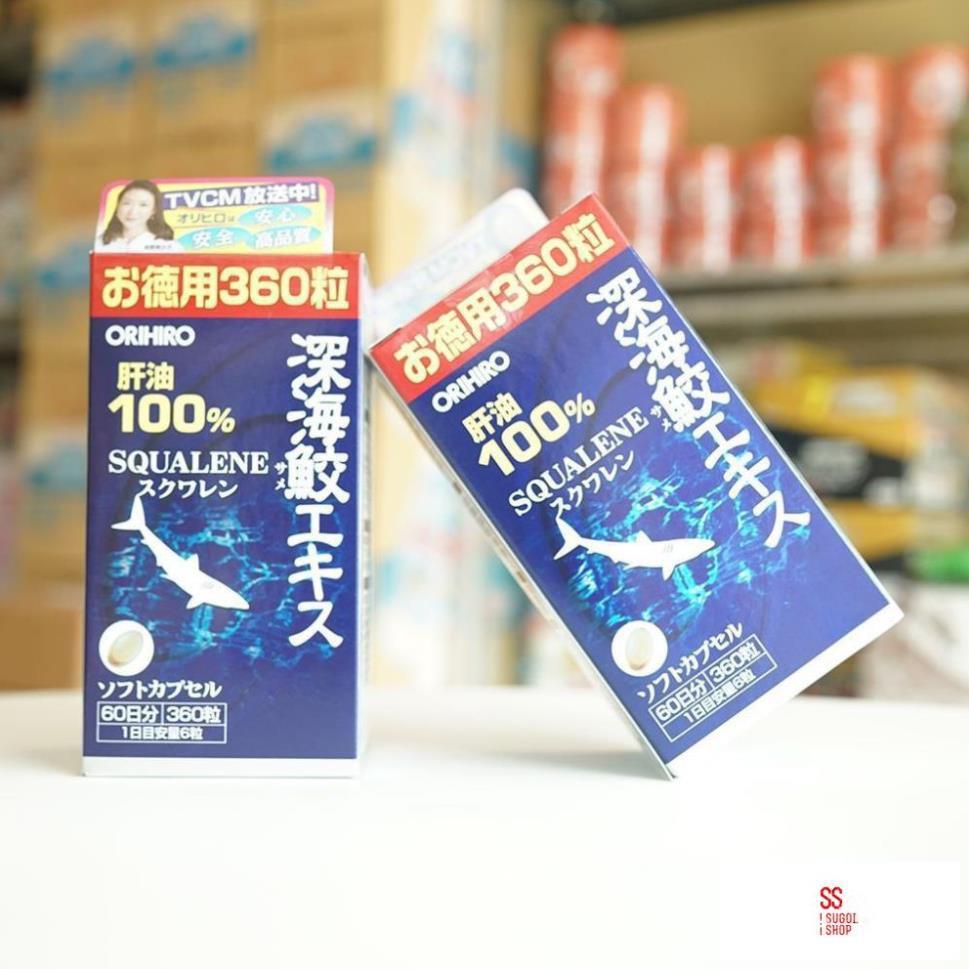 TVCM放送中!
オリヒロは 安心
安全 高品質
お徳用360粒
ORIHIRO
肝油
100%
SQUALENE
スクワレン
深海鮫エキス
サメ
ソフトカプセル
60日分 360粒
1日目安量6粒
お徳用360粒
ORIHIRO
肝油
100%
SQUALENE
スクワレン
深海鮫エキス
サメ
ソフトカプセル
60日分 360粒
1日目安量6粒
SS
SUGOI
SHOP